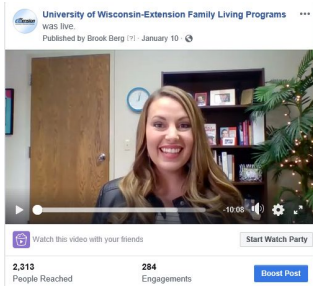 University of Wisconsin-Extension Family Living Programs
was live.
Published by Brook Berg [?] · January 10 ·
-10:08
Watch this video with your friends
Start Watch Party
2,313
284
People Reached
Engagements
Boost Post